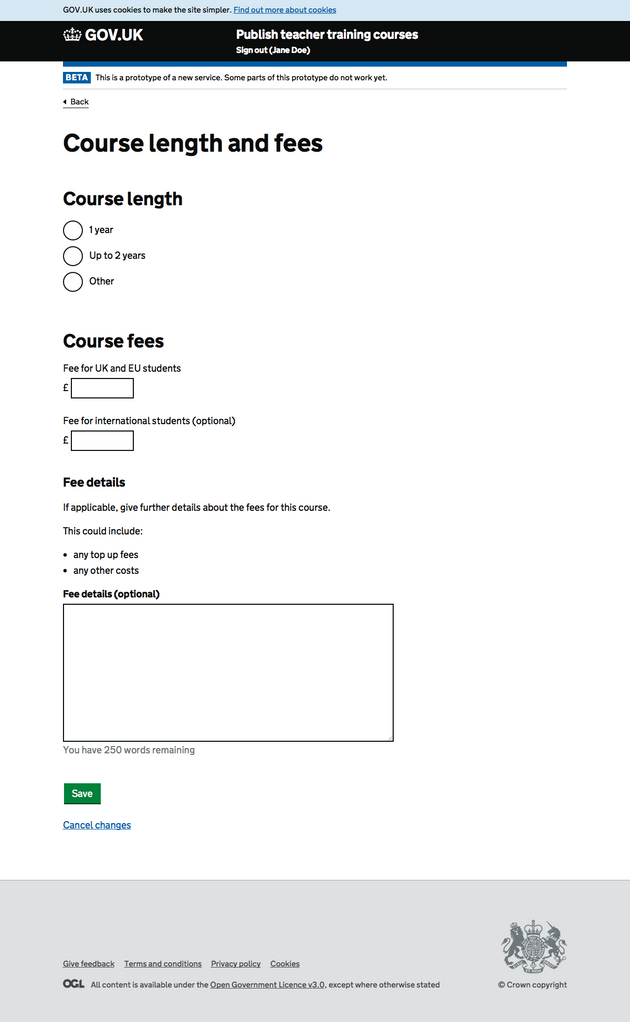 GOV.UK uses cookies to make the site simpler. Find out more about cookies
GOV.UK
Publish teacher training courses
Sign out (Jane Doe)
BETA This is a prototype of a new service. Some parts of this prototype do not work yet.
Back
Course length and fees
Course length
1 year
Up to 2 years
Other
Course fees
Fee for UK and EU students
£
Fee for international students (optional)
£
Fee details
If applicable, give further details about the fees for this course.
This could include:
• any top up fees
• any other costs
Fee details (optional)
You have 250 words remaining
Save
Cancel changes
Give feedback Terms and conditions Privacy policy Cookies
OGL All content is available under the Open Government Licence v3.0, except where otherwise stated
© Crown copyright